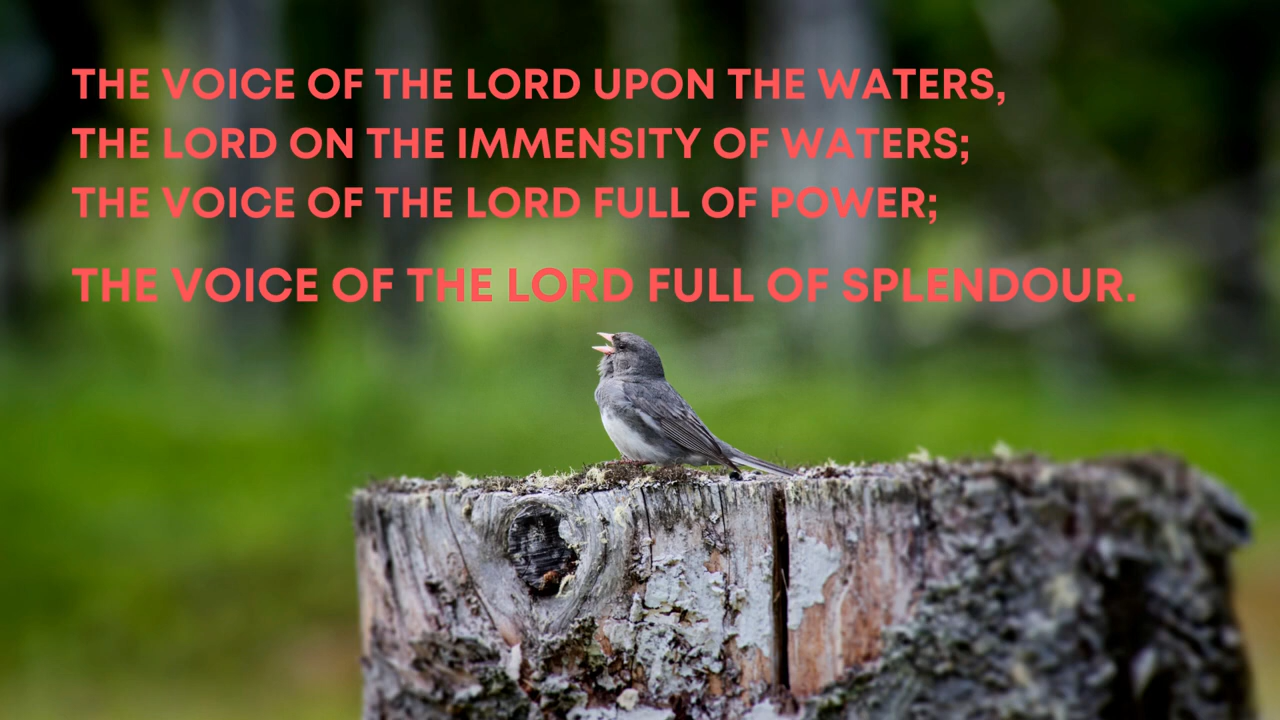 THE VOICE OF THE LORD UPON THE WATERS,
THE LORD ON THE IMMENSITY OF WATERS;
THE VOICE OF THE LORD FULL OF POWER;
THE VOICE OF THE LORD FULL OF SPLENDOUR.